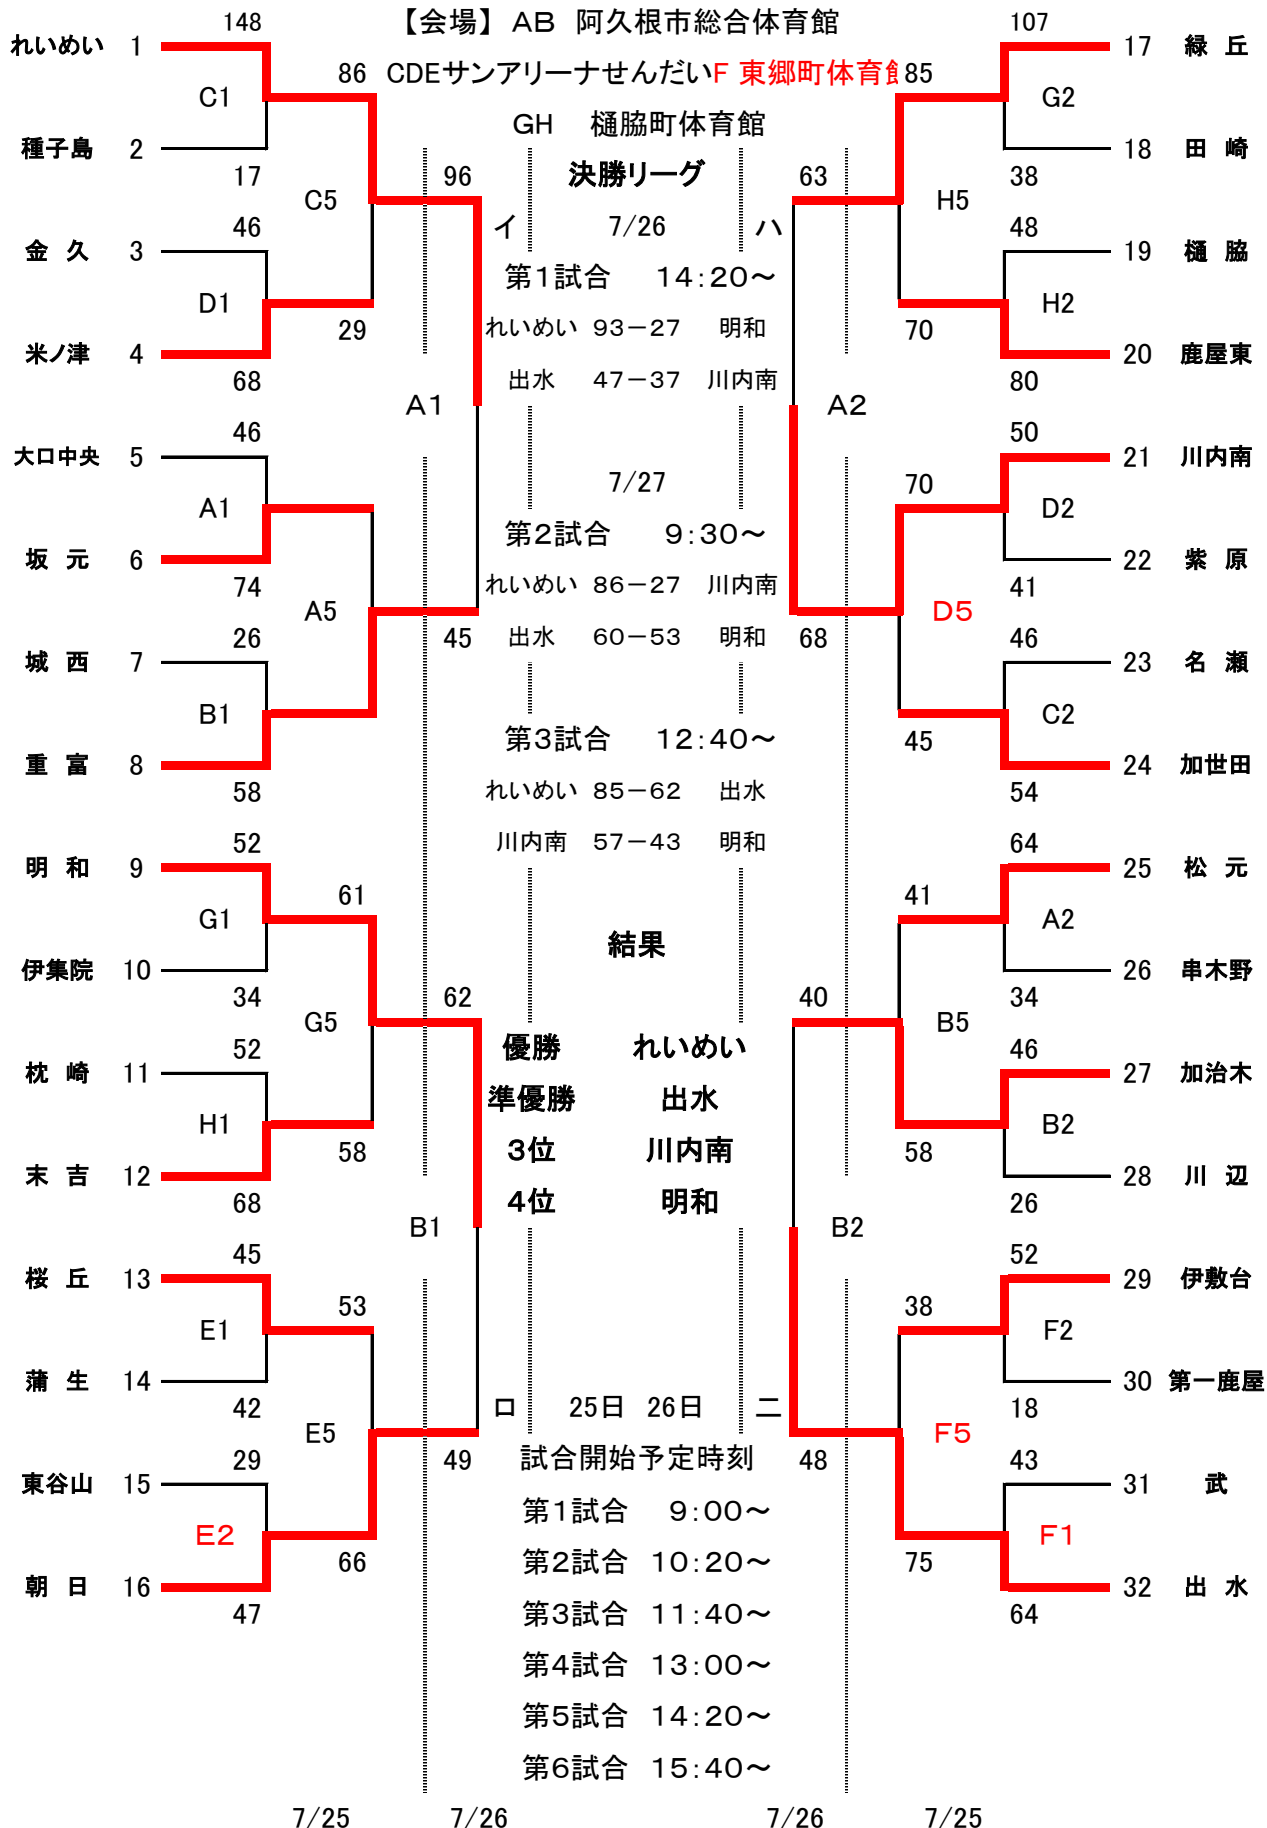 148 【会場】 AB 阿久根市総合体育館 107
れいめい 1 17 緑丘
86 CDEサンアリーナせんだいF 東郷町体育館 85
C1 G2
GH 樋脇町体育館
種子島 2 18 田崎
17 96 決勝リーグ 63 38
C5 H5
46 イ 7/26 ハ 48
金久 3 19 樋脇
第1試合 14:20～
D1 H2
29 れいめい 93－27 明和 70
米ノ津 4 20 鹿屋東
68 出水 47－37 川内南 80
A1 A2
46 50
大口中央 5 21 川内南
7/27 70
A1 D2
第2試合 9:30～
坂元 6 22 紫原
74 れいめい 86－27 川内南 41
A5 D5
26 45 出水 60－53 明和 68 46
城西 7 23 名瀬
B1 C2
第3試合 12:40～ 45
重富 8 24 加世田
58 れいめい 85－62 出水 54
52 川内南 57－43 明和 64
明和 9 25 松元
61 41
G1 A2
結果
伊集院 10 26 串木野
34 62 40 34
G5 B5
52 優勝 れいめい 46
枕崎 11 27 加治木
準優勝 出水
H1 B2
58 3位 川内南 58
末吉 12 28 川辺
68 4位 明和 26
B1 B2
45 52
桜丘 13 29 伊敷台
53 38
E1 F2
蒲生 14 30 第一鹿屋
42 ロ 25日 26日 ニ 18
E5 F5
29 49 試合開始予定時刻 48 43
東谷山 15 31 武
第1試合 9:00～
E2 F1
66 第2試合 10:20～ 75
朝日 16 32 出水
47 第3試合 11:40～ 64
第4試合 13:00～
第5試合 14:20～
第6試合 15:40～
7/25 7/26 7/26 7/25